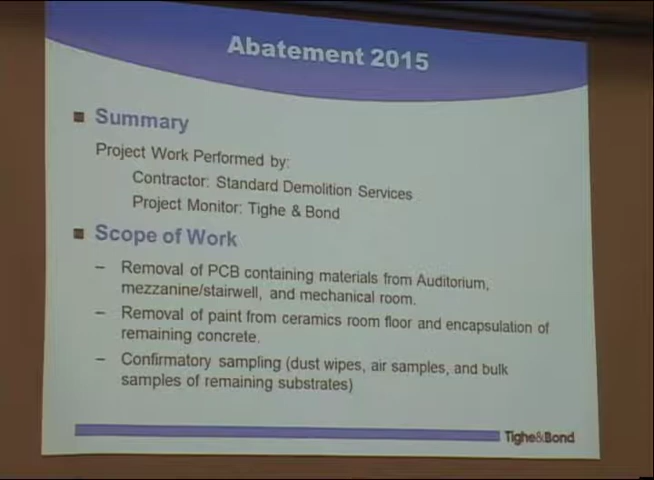 Abatement 2015
Summary
Project Work Performed by:
Contractor: Standard Demolition Services
Project Monitor: Tighe & Bond
Scope of Work
– Removal of PCB containing materials from Auditorium,
mezzanine/stairwell, and mechanical room.
– Removal of paint from ceramics room floor and encapsulation of
remaining concrete.
– Confirmatory sampling (dust wipes, air samples, and bulk
samples of remaining substrates)
Tighe&Bond